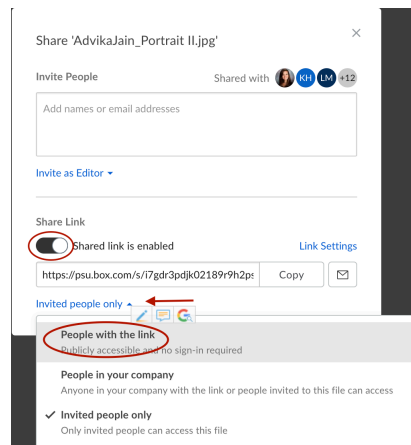 Share 'AdvikaJain_Portrait II.jpg'
Invite People
Shared with KH LM +12
Add names or email addresses
Invite as Editor
Share Link
Shared link is enabled
Link Settings
https://psu.box.com/s/i7gdr3pdjk02189r9h2ps
Copy
Invited people only
People with the link
Publicly accessible and no sign-in required
People in your company
Anyone in your company with the link or people invited to this file can access
Invited people only
Only invited people can access this file